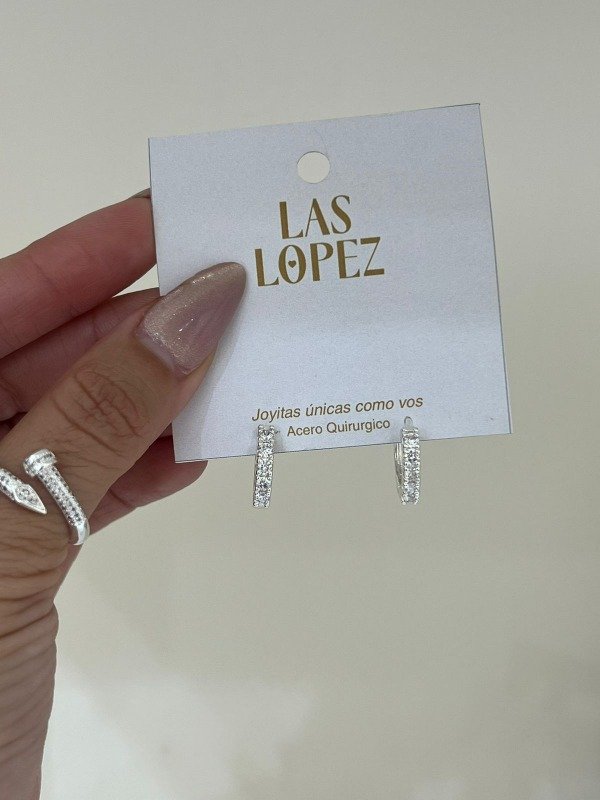 LAS
LOPEZ
Joyitas únicas como vos
Acero Quirurgico